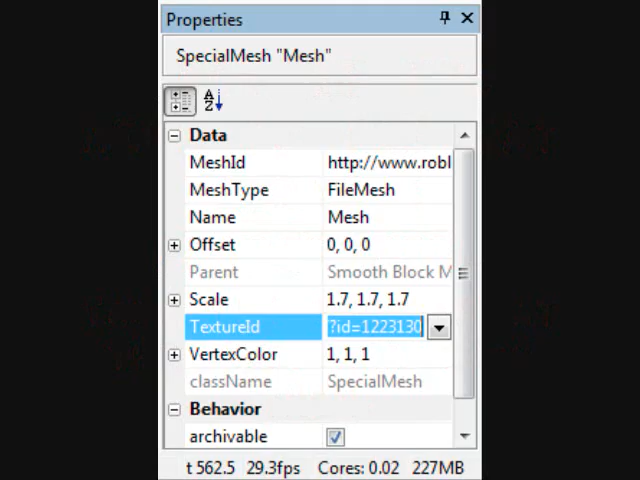 Properties
SpecialMesh "Mesh"
Data
MeshId http://www.robl
MeshType FileMesh
Name Mesh
Offset 0, 0, 0
Parent Smooth Block M
Scale 1.7, 1.7, 1.7
TextureId ?id=1223130
VertexColor 1, 1, 1
className SpecialMesh
Behavior
archivable
t 562.5 29.3fps Cores: 0.02 227MB